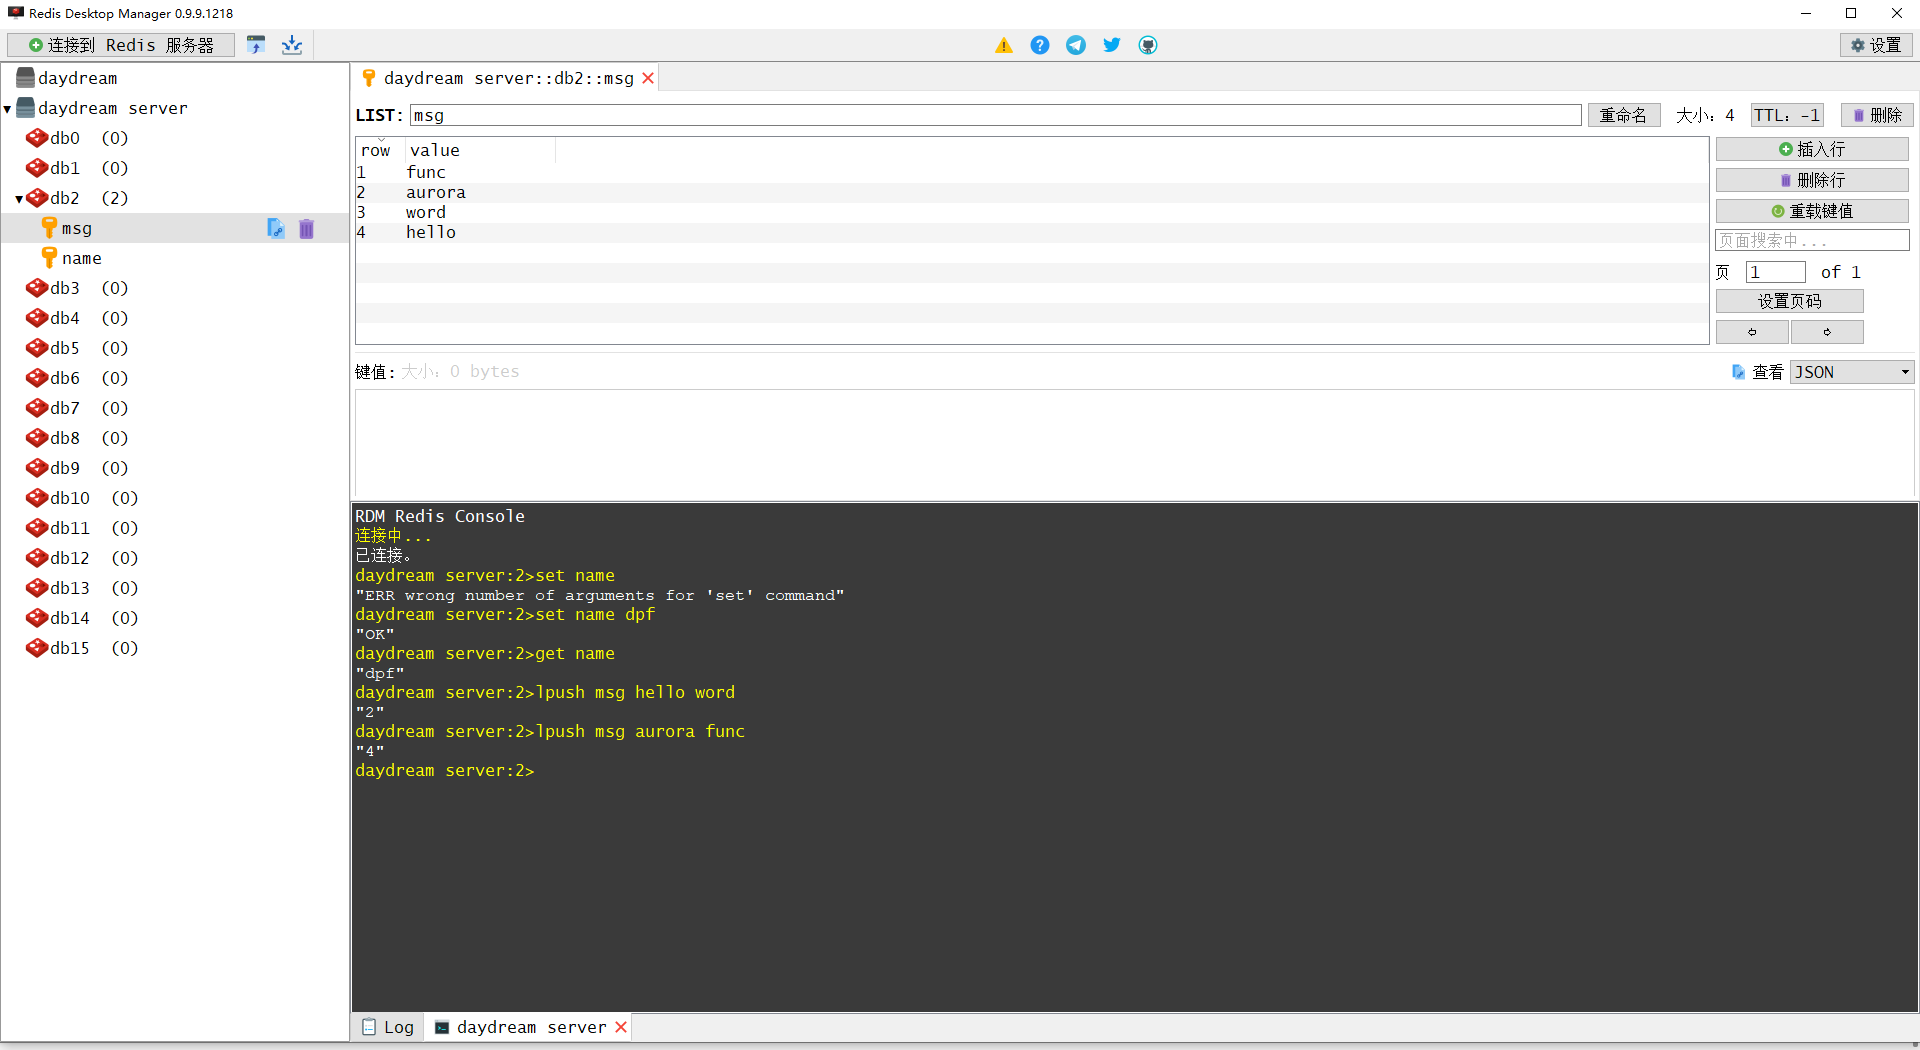 Redis Desktop Manager 0.9.9.1218
连接到 Redis 服务器
设置
daydream
daydream server
db0 (0)
db1 (0)
db2 (2)
msg
name
db3 (0)
db4 (0)
db5 (0)
db6 (0)
db7 (0)
db8 (0)
db9 (0)
db10 (0)
db11 (0)
db12 (0)
db13 (0)
db14 (0)
db15 (0)
daydream server::db2::msg
LIST: msg 重命名 大小: 4 TTL: -1 删除
row value
1 func
2 aurora
3 word
4 hello
插入行
删除行
重载键值
页面搜索中...
页 1 of 1
设置页码
键值: 大小: 0 bytes
查看 JSON
RDM Redis Console
连接中...
已连接。
daydream server:2>set name
"ERR wrong number of arguments for 'set' command"
daydream server:2>set name dpf
"OK"
daydream server:2>get name
"dpf"
daydream server:2>lpush msg hello word
"2"
daydream server:2>lpush msg aurora func
"4"
daydream server:2>
Log
daydream server